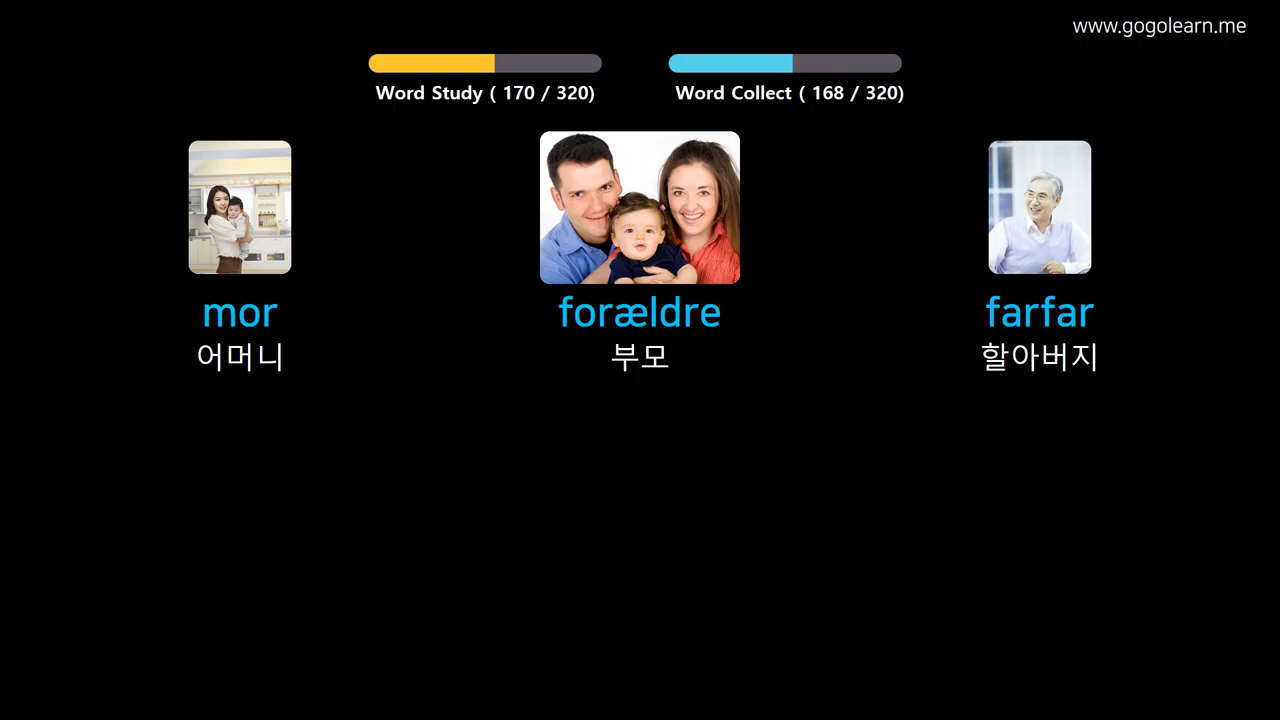 www.gogolearn.me
Word Study ( 170 / 320)
Word Collect ( 168 / 320)
mor
forældre
farfar
어머니
부모
할아버지